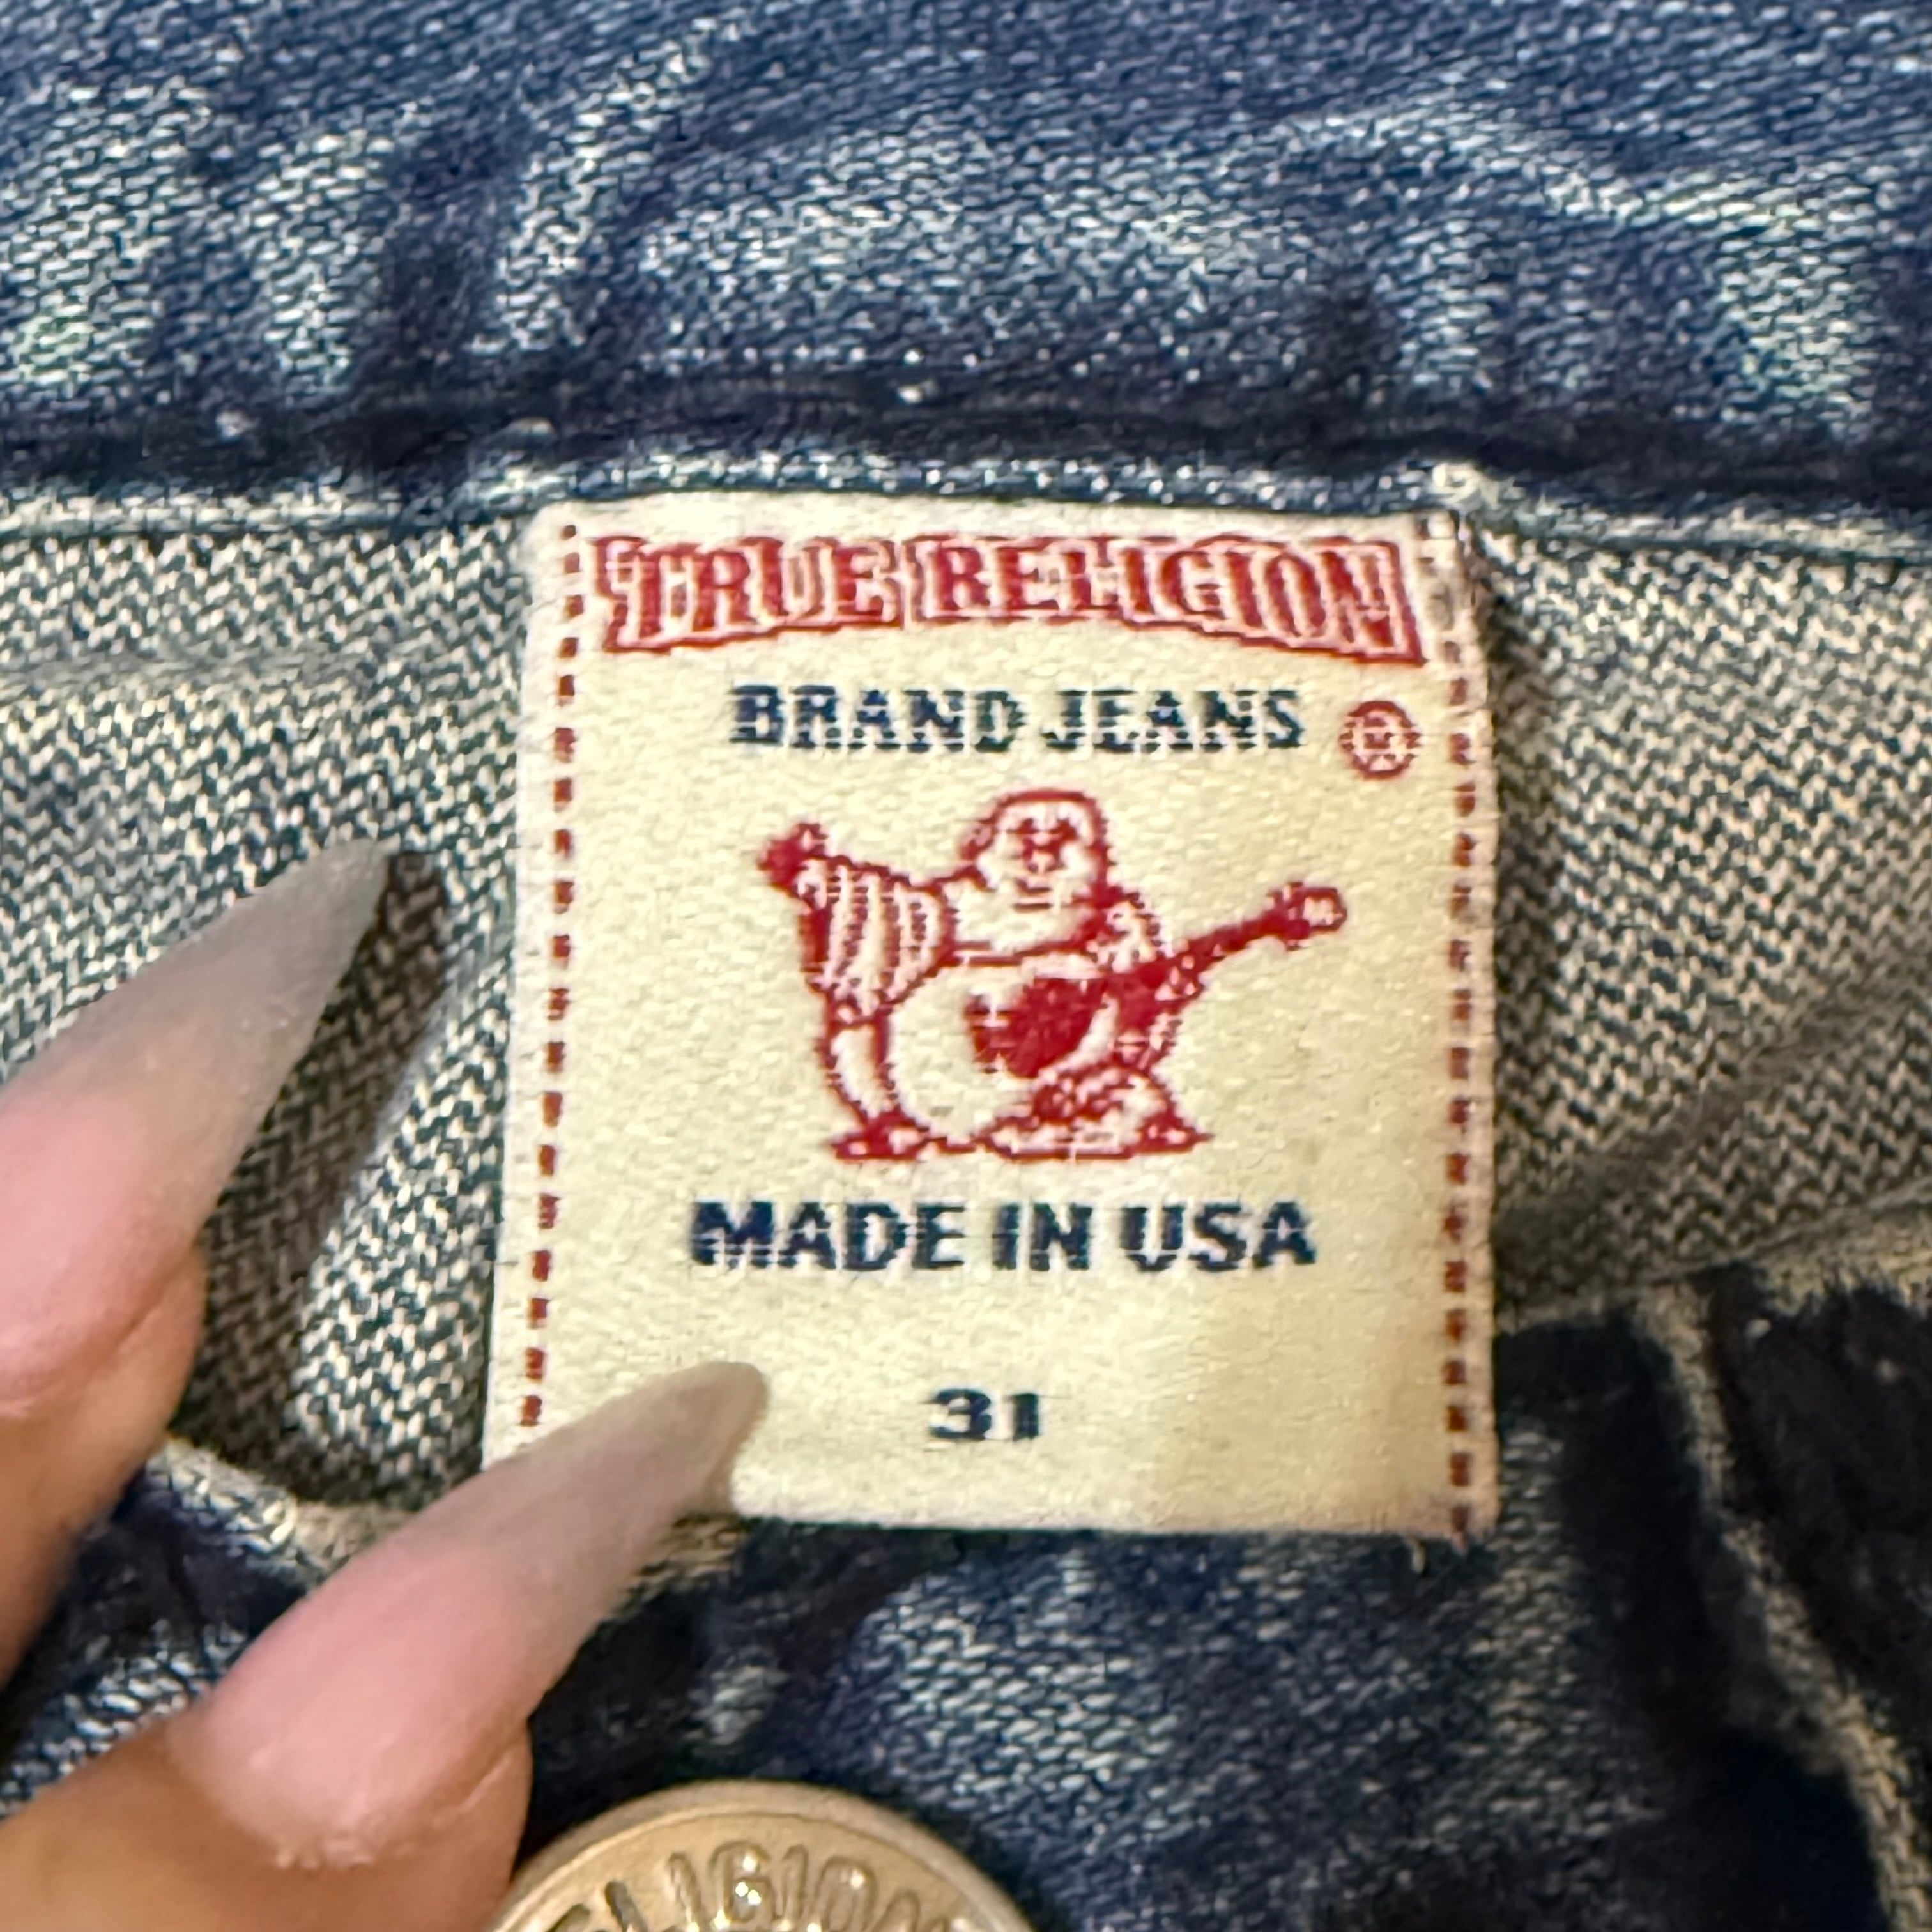 TRUE RELIGION
BRAND JEANS ®
MADE IN USA
31